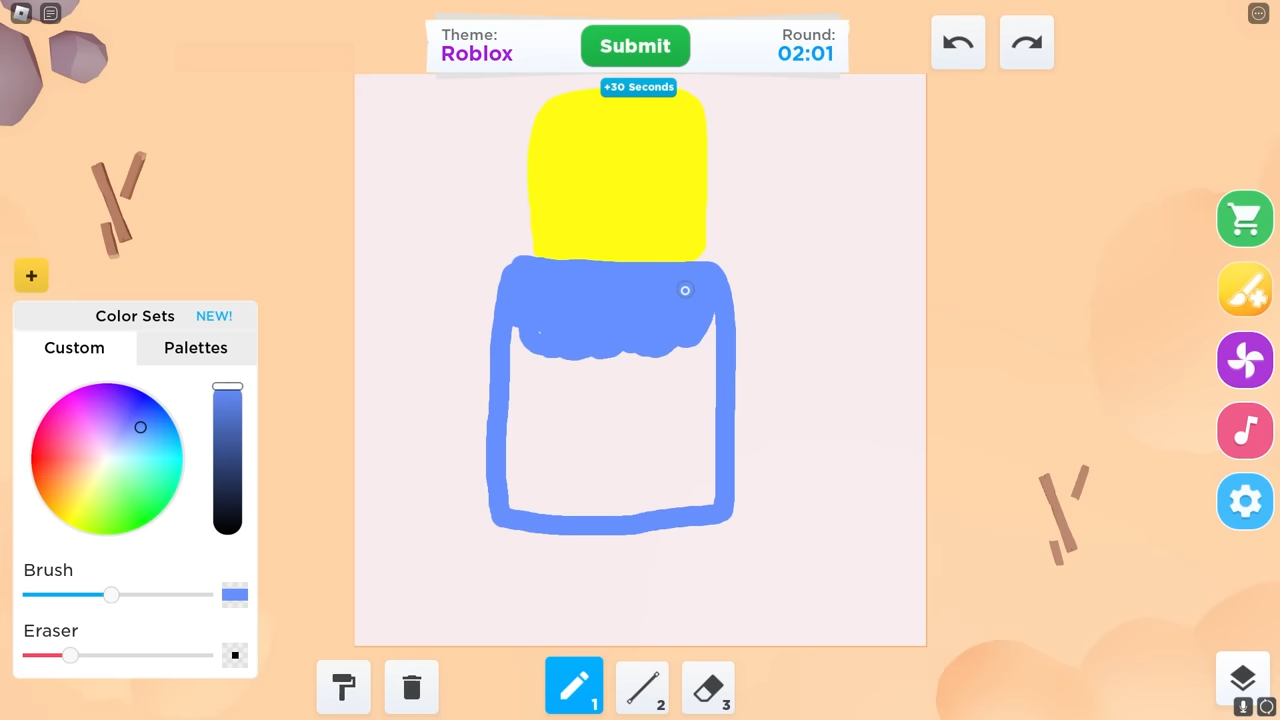 Theme:
Roblox
Submit
Round:
02:01
+30 Seconds
+
Color Sets NEW!
Custom
Palettes
Brush
Eraser
1
2
3